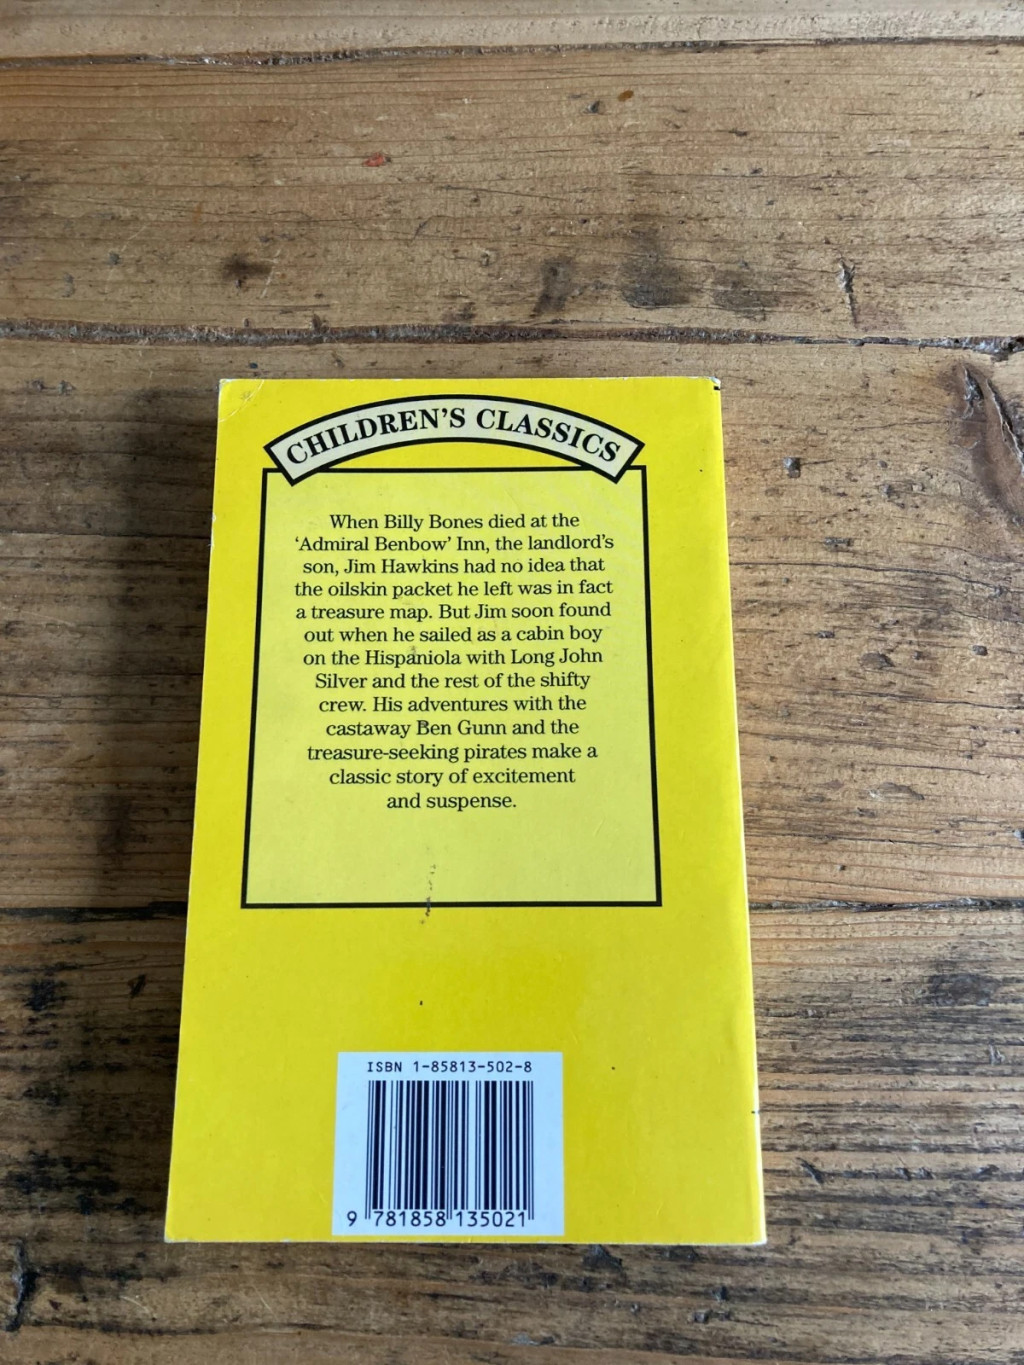 CHILDREN'S CLASSICS
When Billy Bones died at the
‘Admiral Benbow’ Inn, the landlord's
son, Jim Hawkins had no idea that
the oilskin packet he left was in fact
a treasure map. But Jim soon found
out when he sailed as a cabin boy
on the Hispaniola with Long John
Silver and the rest of the shifty
crew. His adventures with the
castaway Ben Gunn and the
treasure-seeking pirates make a
classic story of excitement
and suspense.
ISBN 1-85813-502-8
9 781858 135021